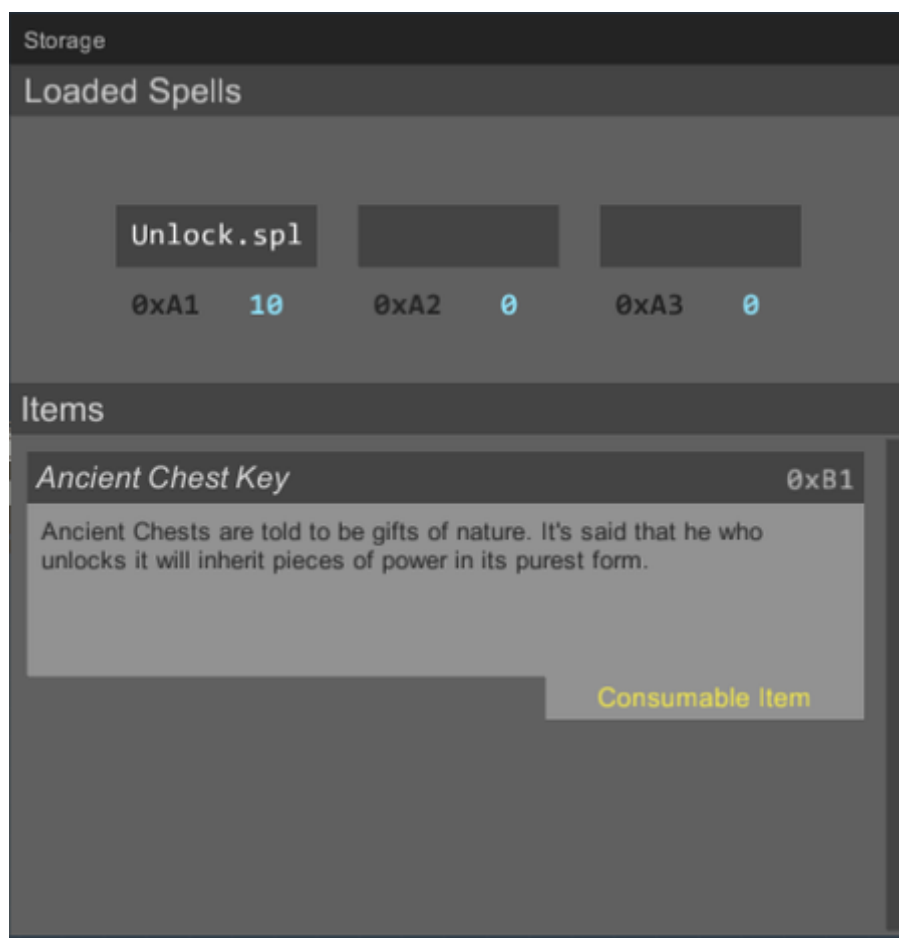 Storage
Loaded Spells
Unlock.spl
0xA1 10 0xA2 0 0xA3 0
Items
Ancient Chest Key 0xB1
Ancient Chests are told to be gifts of nature. It's said that he who
unlocks it will inherit pieces of power in its purest form.
Consumable Item